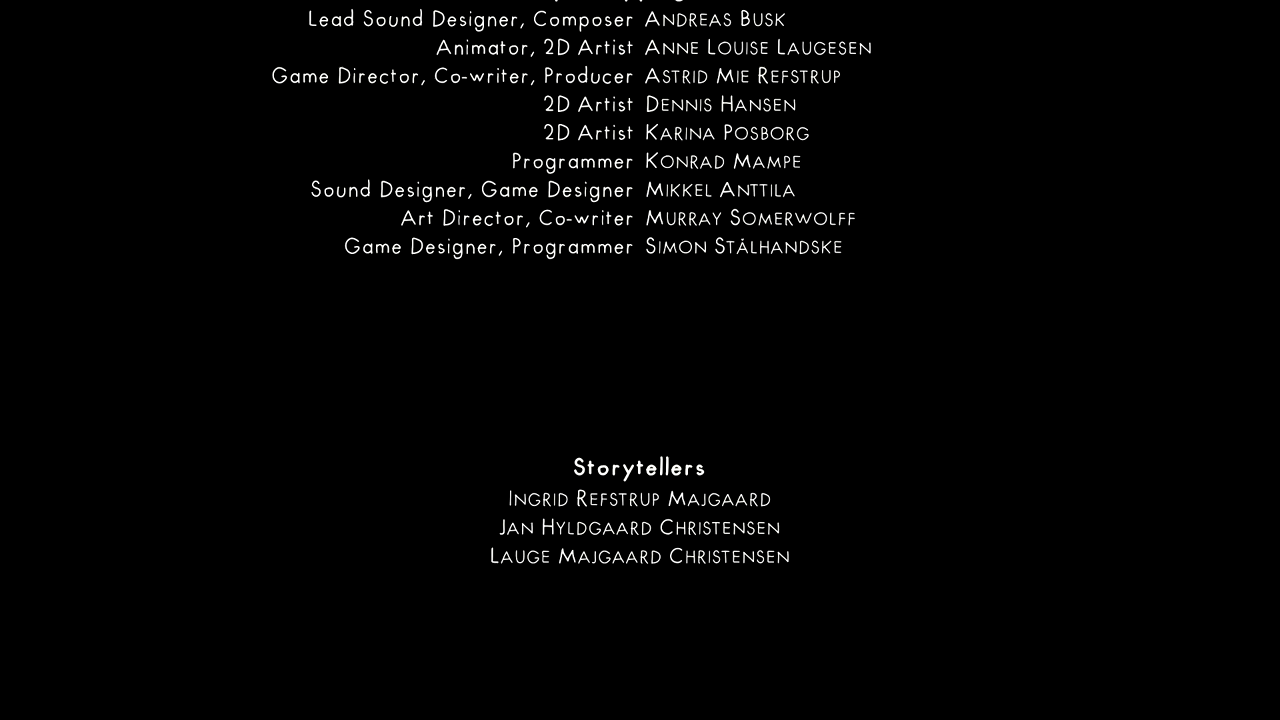 Lead Sound Designer, Composer Andreas Busk
Animator, 2D Artist Anne Louise Laugesen
Game Director, Co-writer, Producer Astrid Mie Refstrup
2D Artist Dennis Hansen
2D Artist Karina Posborg
Programmer Konrad Mampe
Sound Designer, Game Designer Mikkel Anttila
Art Director, Co-writer Murray Somerwolff
Game Designer, Programmer Simon Stålhandske
Storytellers
Ingrid Refstrup Majgaard
Jan Hyldgaard Christensen
Lauge Majgaard Christensen